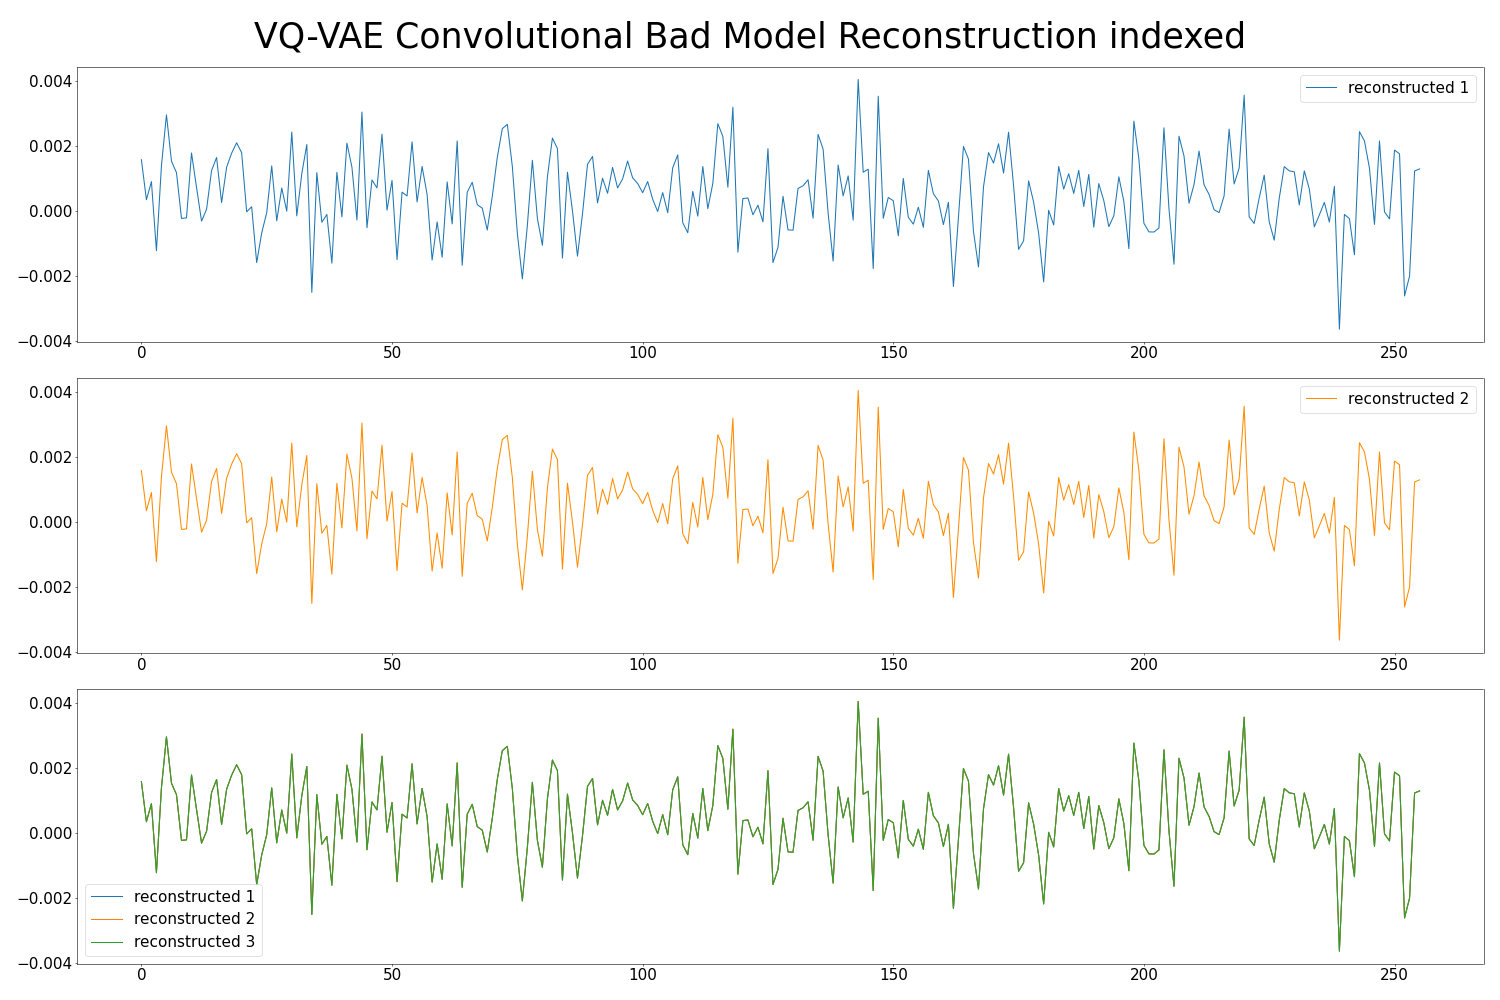 VQ-VAE Convolutional Bad Model Reconstruction indexed
0.004
0.002
0.000
−0.002
−0.004
reconstructed 1
0 50 100 150 200 250
0.004
0.002
0.000
−0.002
−0.004
reconstructed 2
0 50 100 150 200 250
0.004
0.002
0.000
−0.002
−0.004
reconstructed 1
reconstructed 2
reconstructed 3
0 50 100 150 200 250